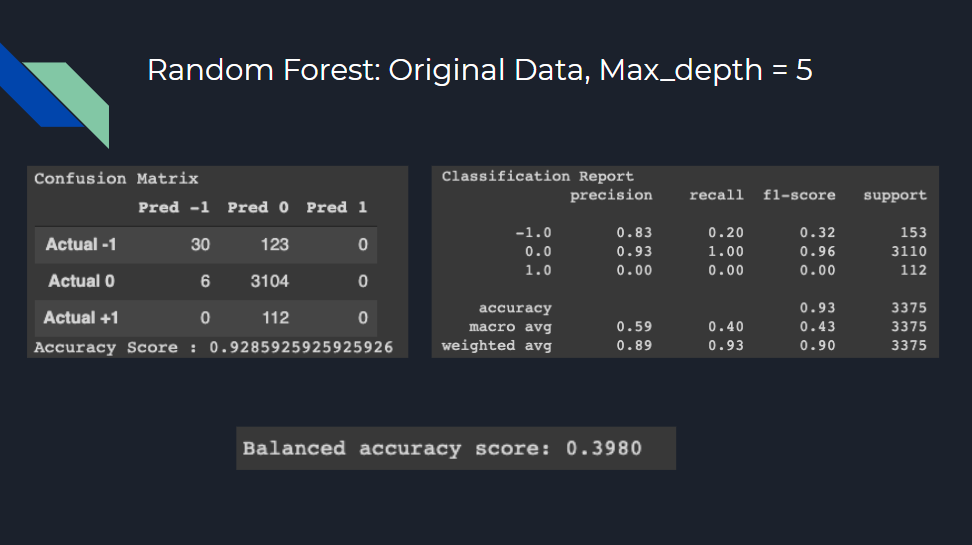 Random Forest: Original Data, Max_depth = 5
Confusion Matrix
Pred -1 Pred 0 Pred 1
Actual -1 30 123 0
Actual 0 6 3104 0
Actual +1 0 112 0
Accuracy Score : 0.9285925925925926
Classification Report
precision recall f1-score support
-1.0 0.83 0.20 0.32 153
0.0 0.93 1.00 0.96 3110
1.0 0.00 0.00 0.00 112
accuracy 0.93 3375
macro avg 0.59 0.40 0.43 3375
weighted avg 0.89 0.93 0.90 3375
Balanced accuracy score: 0.3980